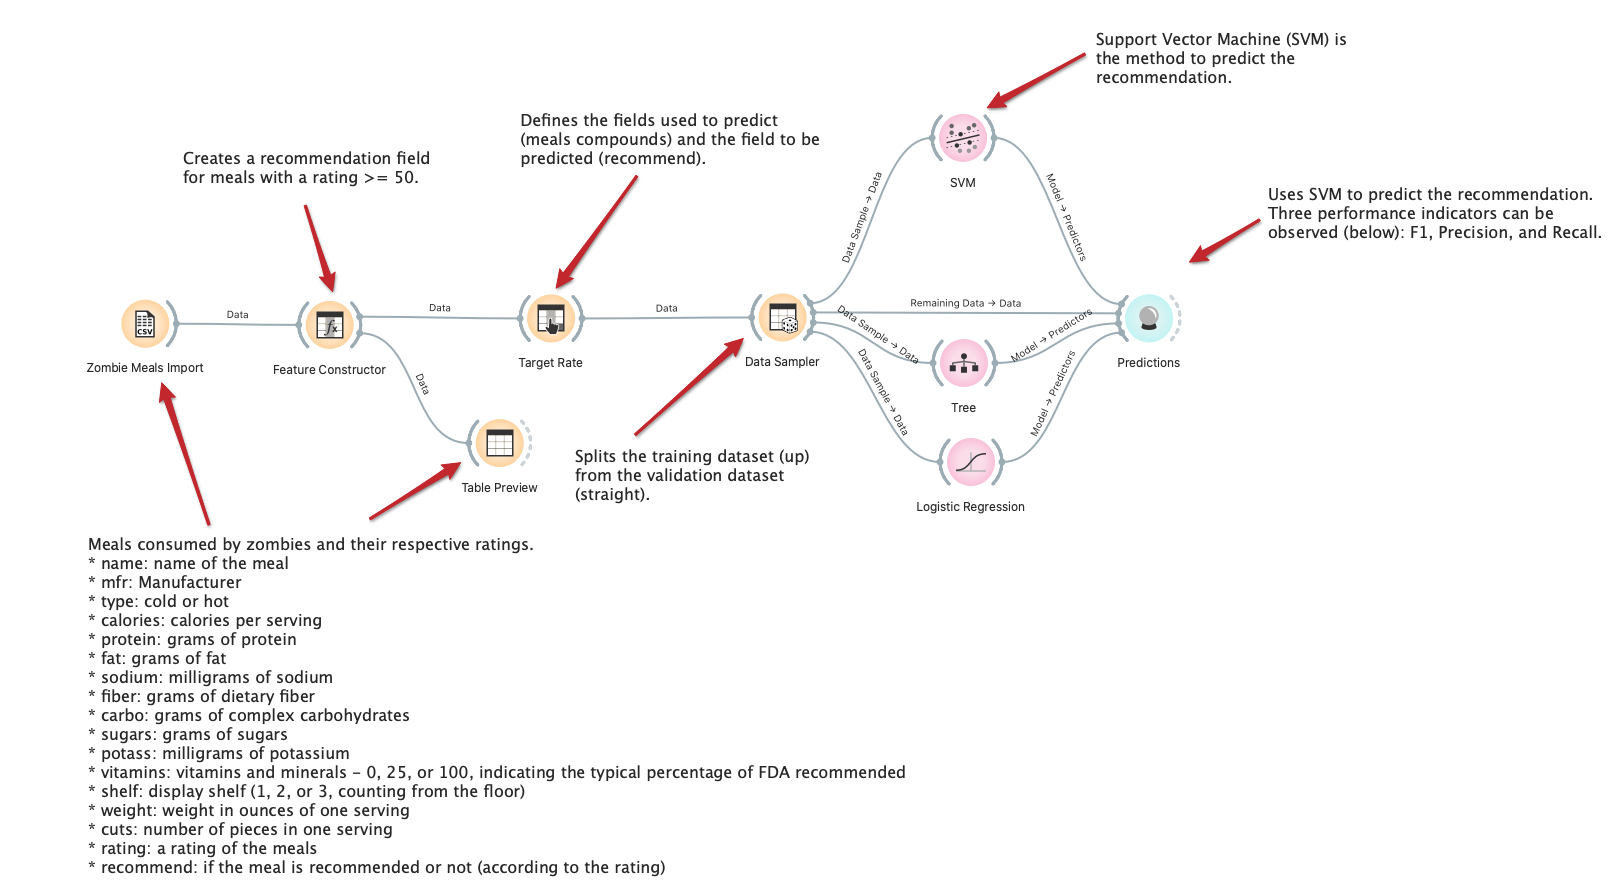 Support Vector Machine (SVM) is
the method to predict the
recommendation.
Defines the fields used to predict
(meals compounds) and the field to be
predicted (recommend).
Creates a recommendation field
for meals with a rating >= 50.
Uses SVM to predict the recommendation.
Three performance indicators can be
observed (below): F1, Precision, and Recall.
SVM
Data Sample → Data
Model → Predictors
CSV
Zombie Meals Import
Data
fx
Feature Constructor
Data
Data
Target Rate
Data
Data Sampler
Remaining Data → Data
Data Sample → Data
Model → Predictors
Tree
Data Sample → Data
Model → Predictors
Logistic Regression
Predictions
Table Preview
Splits the training dataset (up)
from the validation dataset
(straight).
Meals consumed by zombies and their respective ratings.
* name: name of the meal
* mfr: Manufacturer
* type: cold or hot
* calories: calories per serving
* protein: grams of protein
* fat: grams of fat
* sodium: milligrams of sodium
* fiber: grams of dietary fiber
* carbo: grams of complex carbohydrates
* sugars: grams of sugars
* potass: milligrams of potassium
* vitamins: vitamins and minerals - 0, 25, or 100, indicating the typical percentage of FDA recommended
* shelf: display shelf (1, 2, or 3, counting from the floor)
* weight: weight in ounces of one serving
* cuts: number of pieces in one serving
* rating: a rating of the meals
* recommend: if the meal is recommended or not (according to the rating)